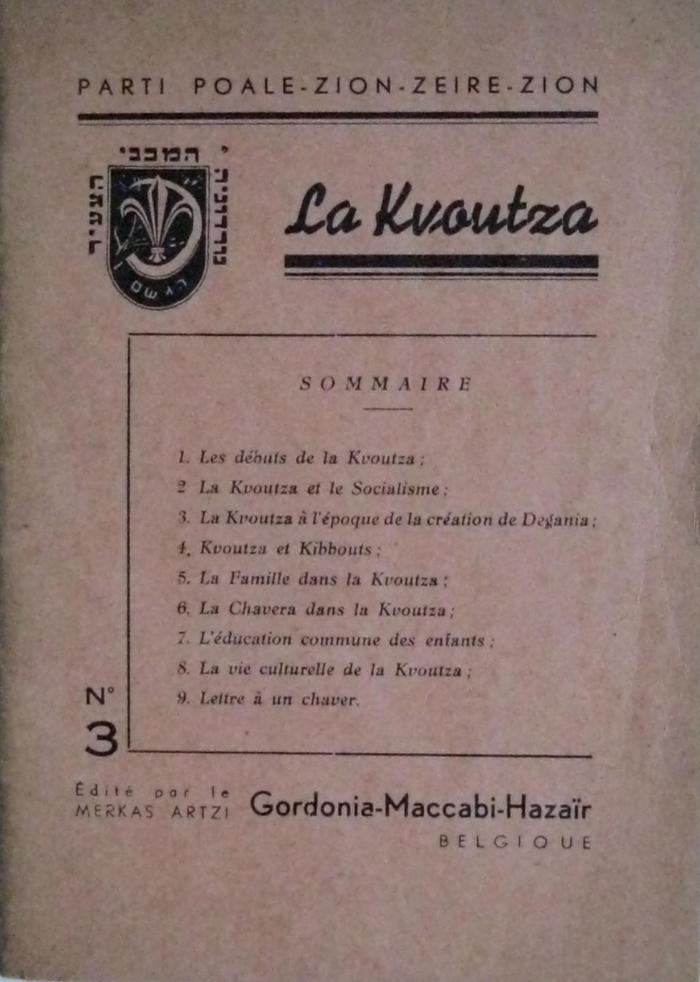 PARTI POALE-ZION-ZEIRE-ZION
המכבי
גורדוניה
La Kvoutza
SOMMAIRE
1. Les débuts de la Kvoutza ;
2 La Kvoutza et le Socialisme ;
3. La Kvoutza à l'époque de la création de Degania ;
4. Kvoutza et Kibbouts ;
5. La Famille dans la Kvoutza ;
6. La Chavera dans la Kvoutza ;
7. L'éducation commune des enfants ;
8. La vie culturelle de la Kvoutza ;
9. Lettre à un chaver.
N°
3
Édité par le
MERKAS ARTZI
Gordonia-Maccabi-Hazaïr
BELGIQUE